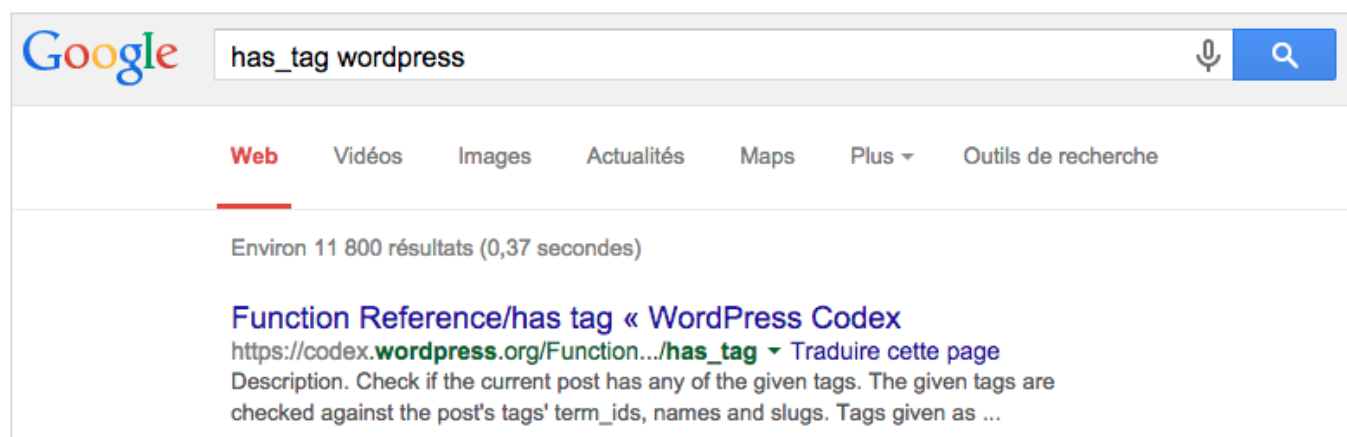 Google has_tag wordpress
Web Vidéos Images Actualités Maps Plus Outils de recherche
Environ 11 800 résultats (0,37 secondes)
Function Reference/has tag « WordPress Codex
https://codex.wordpress.org/Function.../has_tag Traduire cette page
Description. Check if the current post has any of the given tags. The given tags are
checked against the post's tags' term_ids, names and slugs. Tags given as ...